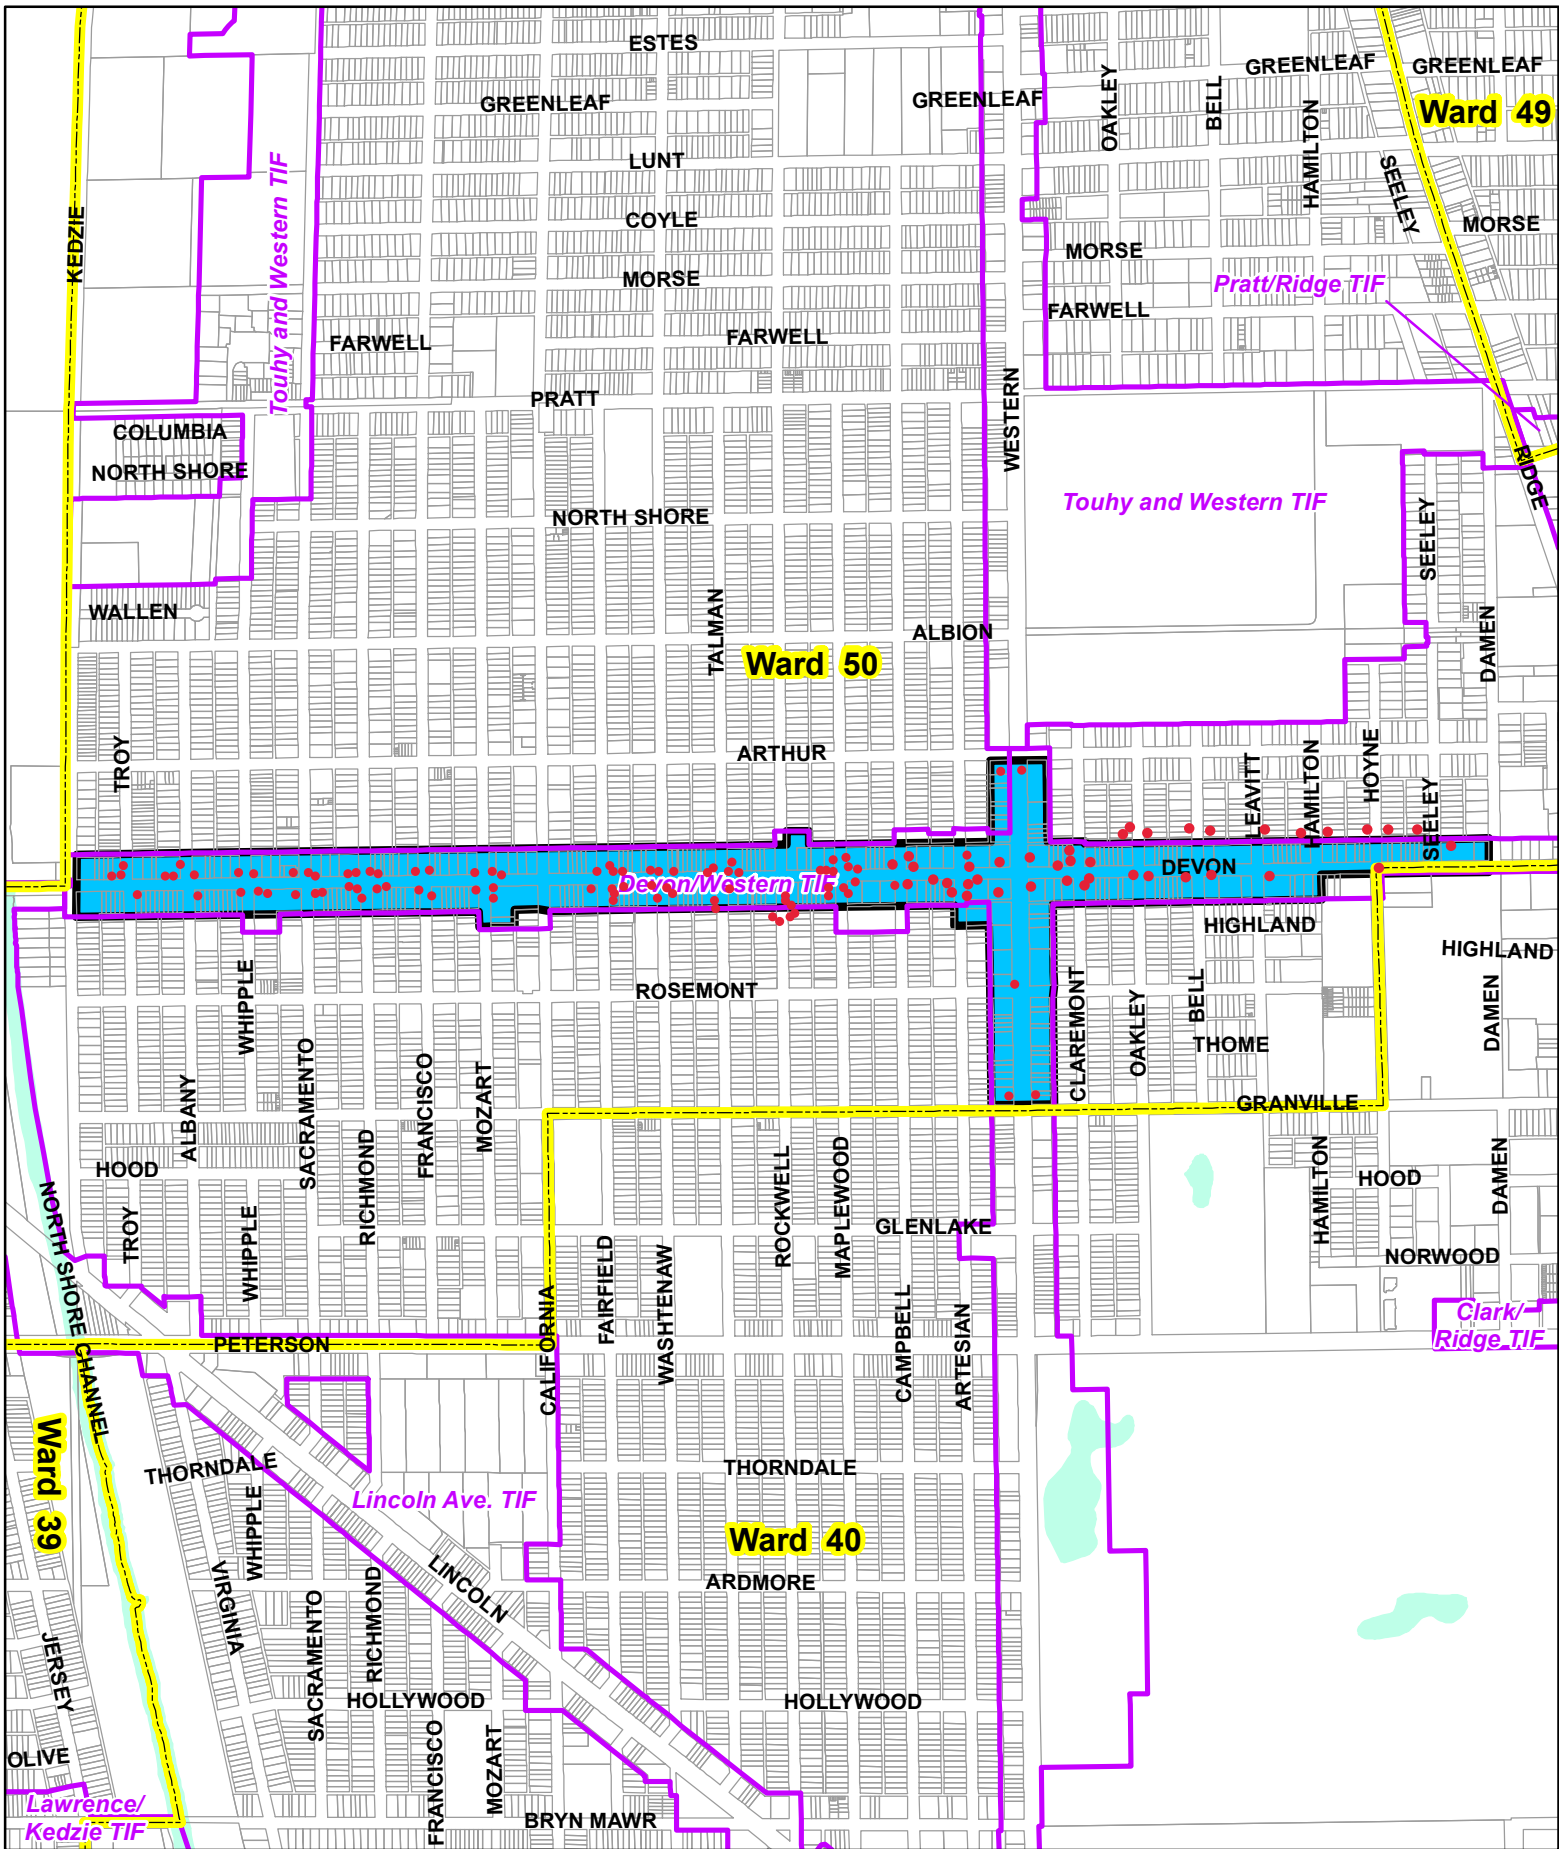 ESTES
GREENLEAF
GREENLEAF
GREENLEAF
GREENLEAF
OAKLEY
BELL
HAMILTON
Ward 49
LUNT
SEELEY
KEDZIE
Touhy and Western TIF
COYLE
MORSE
MORSE
MORSE
Pratt/Ridge TIF
FARWELL
FARWELL
FARWELL
PRATT
WESTERN
COLUMBIA
NORTH SHORE
RIDGE
Touhy and Western TIF
NORTH SHORE
SEELEY
WALLEN
TALMAN
ALBION
DAMEN
Ward 50
TROY
ARTHUR
LEAVITT
HAMILTON
HOYNE
SEELEY
DEVON
Devon/Western TIF
HIGHLAND
HIGHLAND
WHIPPLE
ROSEMONT
CLAREMONT
OAKLEY
BELL
DAMEN
THOME
ALBANY
SACRAMENTO
FRANCISCO
MOZART
GRANVILLE
HOOD
RICHMOND
ROCKWELL
MAPLEWOOD
HAMILTON
HOOD
DAMEN
NORTH SHORE CHANNEL
TROY
WHIPPLE
GLENLAKE
NORWOOD
CALIFORNIA
FAIRFIELD
WASHTENAW
CAMPBELL
ARTESIAN
Clark/
Ridge TIF
PETERSON
Ward 39
THORNDALE
THORNDALE
WHIPPLE
Lincoln Ave. TIF
Ward 40
LINCOLN
ARDMORE
VIRGINIA
SACRAMENTO
RICHMOND
JERSEY
HOLLYWOOD
HOLLYWOOD
OLIVE
FRANCISCO
MOZART
Lawrence/
Kedzie TIF
BRYN MAWR